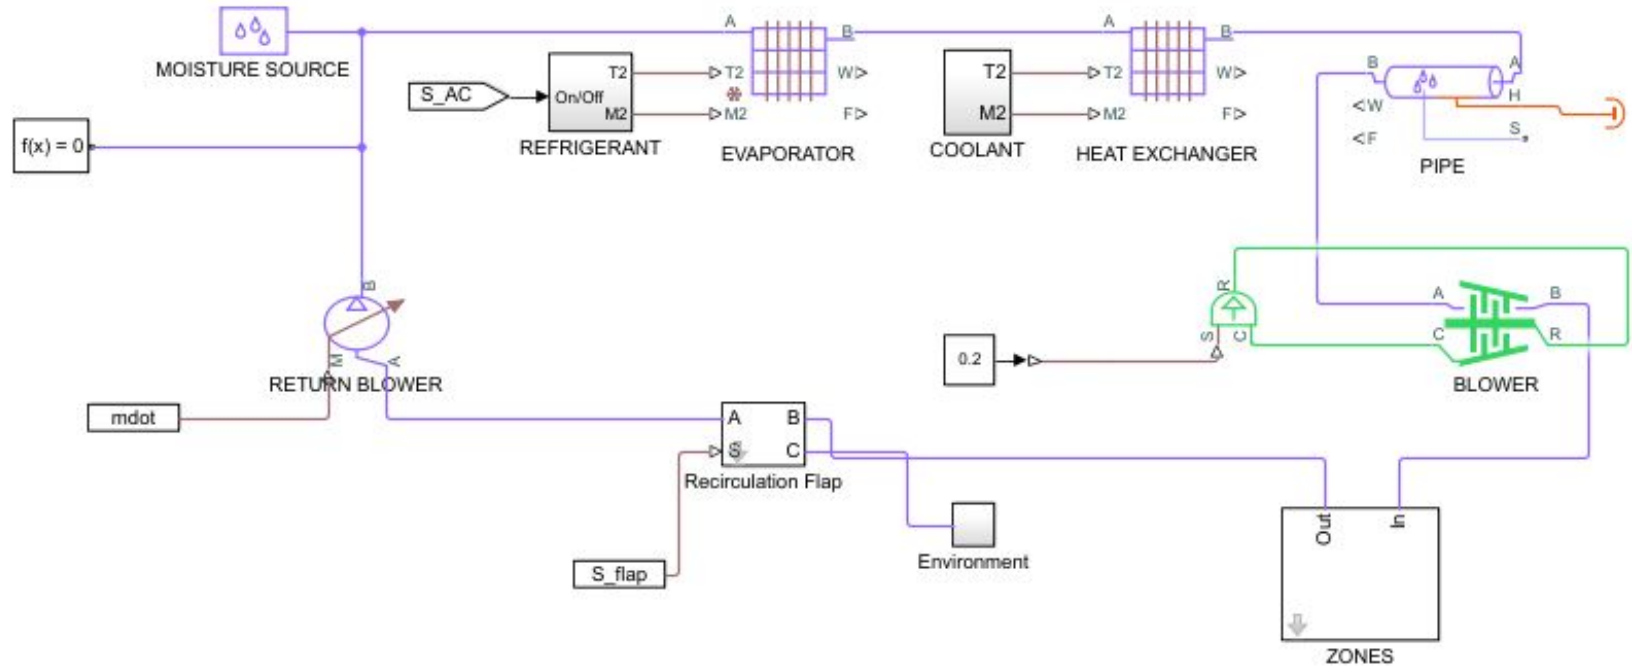 MOISTURE SOURCE
f(x) = 0
S_AC
On/Off
T2
M2
REFRIGERANT
A
B
T2
M2
W
F
EVAPORATOR
T2
M2
COOLANT
A
B
T2
M2
W
F
HEAT EXCHANGER
B
A
H
W
F
S
PIPE
B
M
A
RETURN BLOWER
mdot
A
B
S
C
Recirculation Flap
S_flap
Environment
0.2
R
S
C
A
B
C
R
BLOWER
Out
In
ZONES